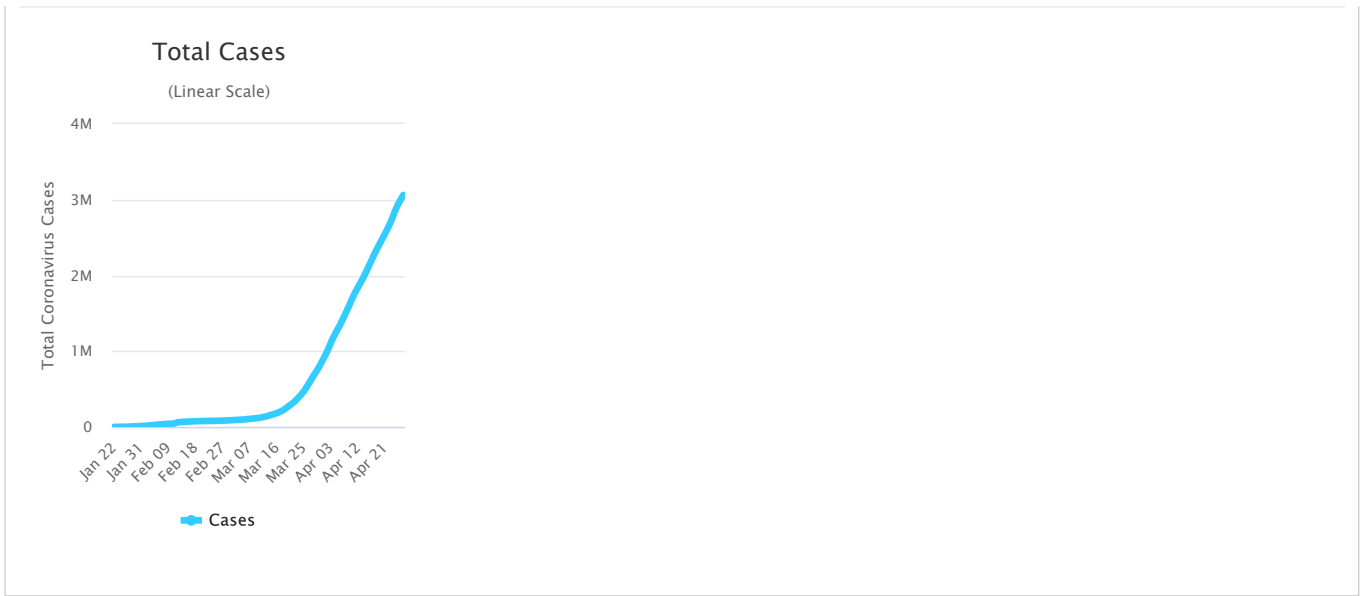 Total Cases
(Linear Scale)
Total Coronavirus Cases
4M
3M
2M
1M
0
Jan 22
Jan 31
Feb 09
Feb 18
Feb 27
Mar 07
Mar 16
Mar 25
Apr 03
Apr 12
Apr 21
Cases